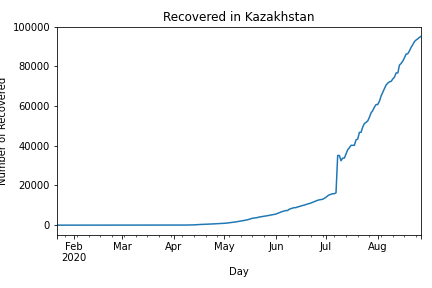 Recovered in Kazakhstan
Number of Recovered
100000
80000
60000
40000
20000
0
Feb Mar Apr May Jun Jul Aug
2020
Day